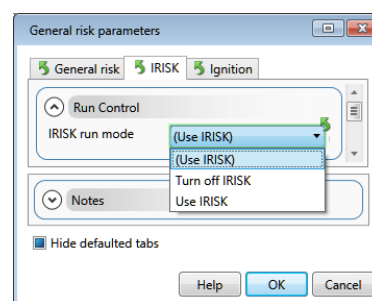 General risk parameters
General risk IRISK Ignition
Run Control
IRISK run mode (Use IRISK)
(Use IRISK)
Turn off IRISK
Use IRISK
Notes
Hide defaulted tabs
Help OK Cancel